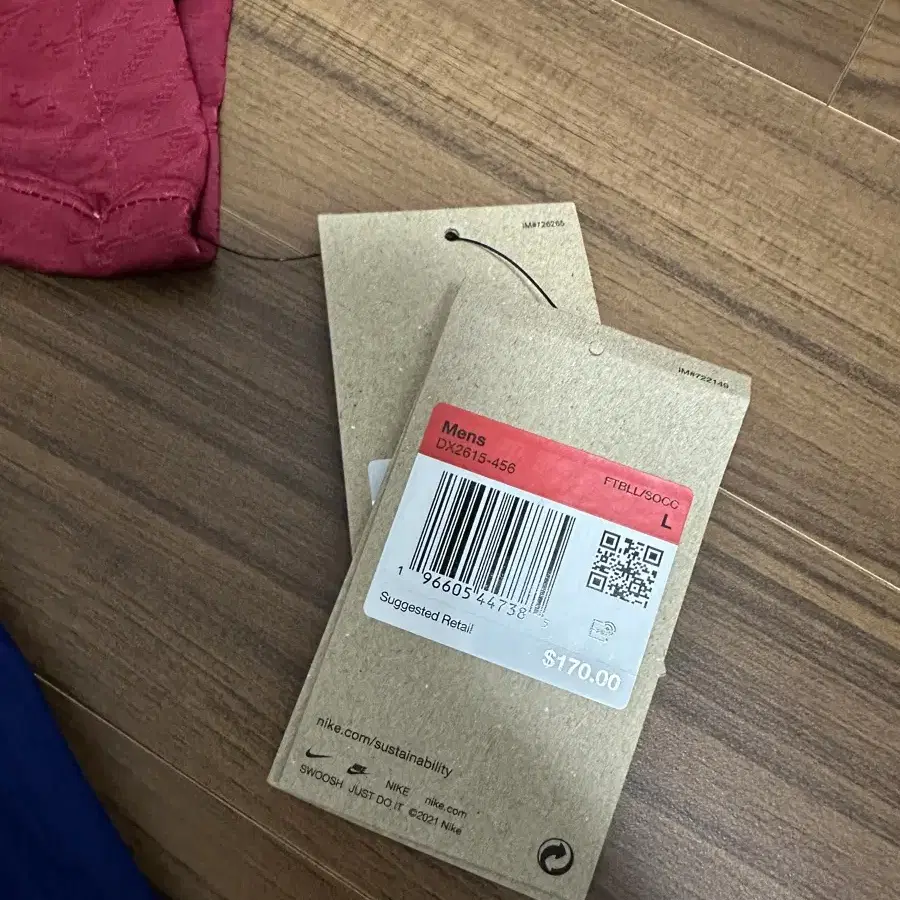 IM#726265
IM#722149
Mens
DX2615-456
FTBLL/SOCC
L
1 96605 44738 5
Suggested Retail
$170.00
nike.com/sustainability
SWOOSH JUST DO IT NIKE nike.com
©2021 Nike